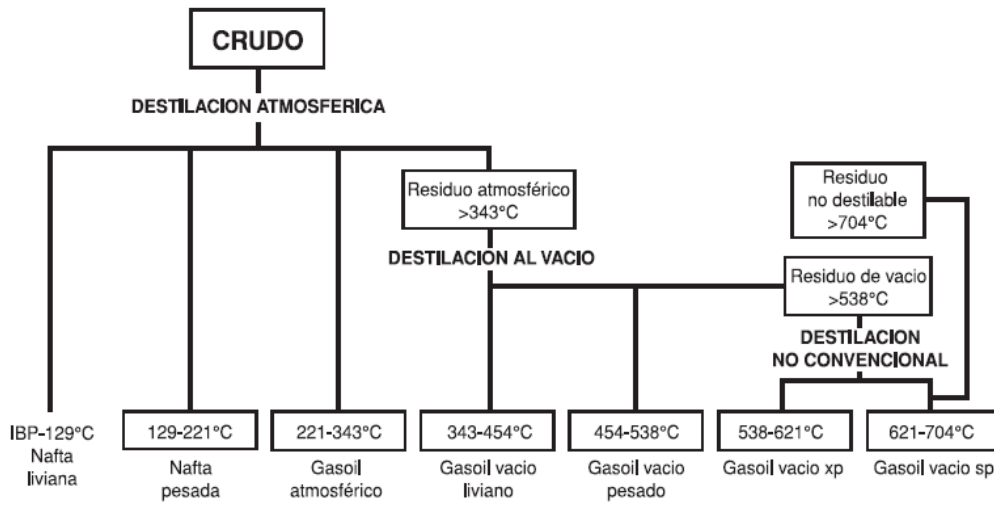 CRUDO
DESTILACION ATMOSFERICA
Residuo atmosférico
>343°C
Residuo
no destilable
>704°C
DESTILACION AL VACIO
Residuo de vacio
>538°C
DESTILACION
NO CONVENCIONAL
IBP-129°C
Nafta
liviana
129-221°C
Nafta
pesada
221-343°C
Gasoil
atmosférico
343-454°C
Gasoil vacio
liviano
454-538°C
Gasoil vacio
pesado
538-621°C
Gasoil vacio xp
621-704°C
Gasoil vacio sp